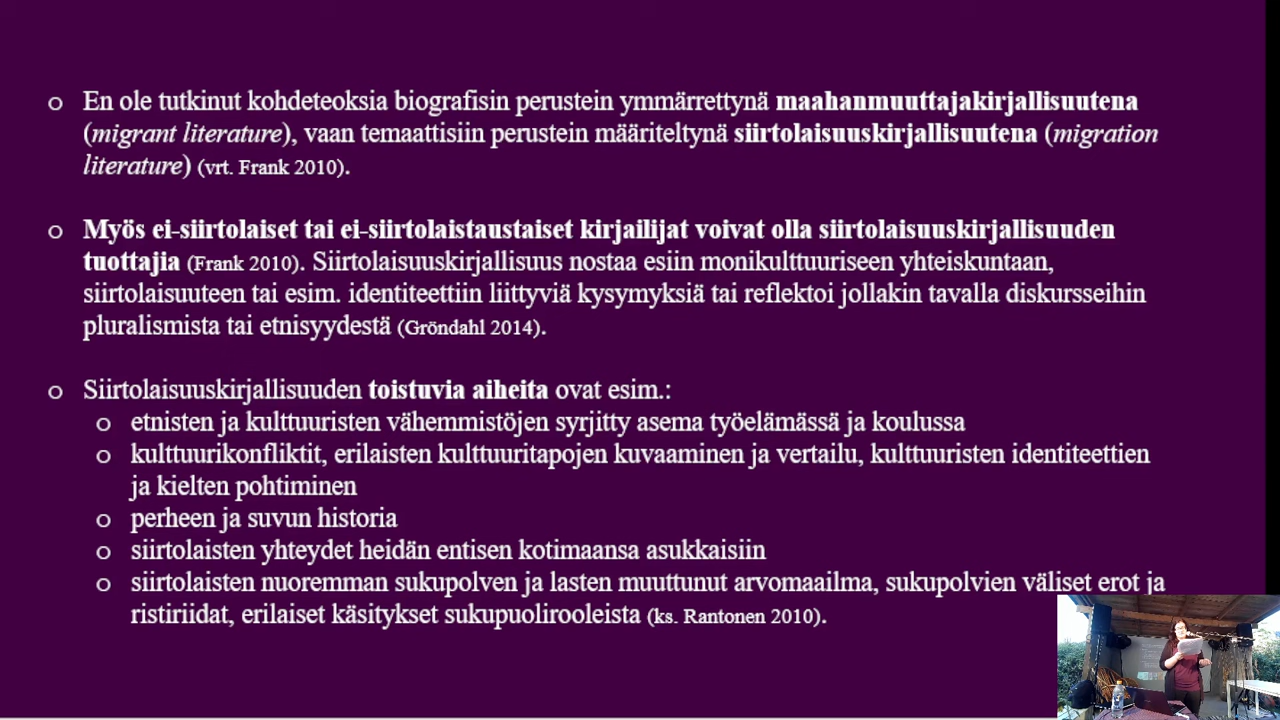 o En ole tutkinut kohdeteoksia biografisin perustein ymmärrettynä maahanmuuttajakirjallisuutena
(migrant literature), vaan temaattisiin perustein määriteltynä siirtolaisuuskirjallisuutena (migration
literature) (vrt. Frank 2010).
o Myös ei-siirtolaiset tai ei-siirtolaistaustaiset kirjailijat voivat olla siirtolaisuuskirjallisuuden
tuottajia (Frank 2010). Siirtolaisuuskirjallisuus nostaa esiin monikulttuuriseen yhteiskuntaan,
siirtolaisuuteen tai esim. identiteettiin liittyviä kysymyksiä tai reflektoi jollakin tavalla diskursseihin
pluralismista tai etnisyydestä (Gröndahl 2014).
o Siirtolaisuuskirjallisuuden toistuvia aiheita ovat esim.:
o etnisten ja kulttuuristen vähemmistöjen syrjitty asema työelämässä ja koulussa
o kulttuurikonfliktit, erilaisten kulttuuritapojen kuvaaminen ja vertailu, kulttuuristen identiteettien
ja kielten pohtiminen
o perheen ja suvun historia
o siirtolaisten yhteydet heidän entisen kotimaansa asukkaisiin
o siirtolaisten nuoremman sukupolven ja lasten muuttunut arvomaailma, sukupolvien väliset erot ja
ristiriidat, erilaiset käsitykset sukupuolirooleista (ks. Rantonen 2010).